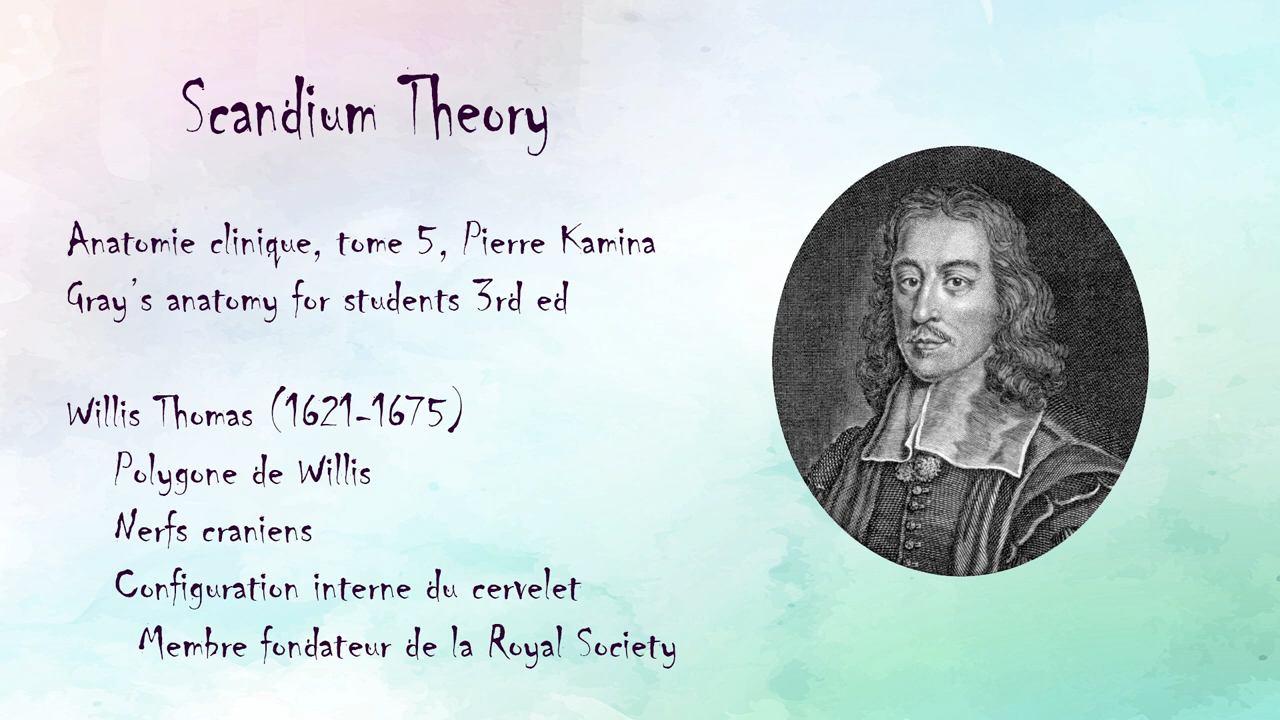 Scandium Theory
Anatomie clinique, tome 5, Pierre Kamina
Gray's anatomy for students 3rd ed
Willis Thomas (1621-1675)
Polygone de Willis
Nerfs craniens
Configuration interne du cervelet
Membre fondateur de la Royal Society